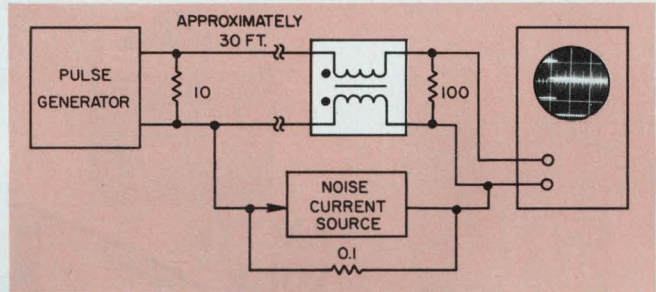 APPROXIMATELY
30 FT.
PULSE
GENERATOR
10
100
NOISE
CURRENT
SOURCE
0.1